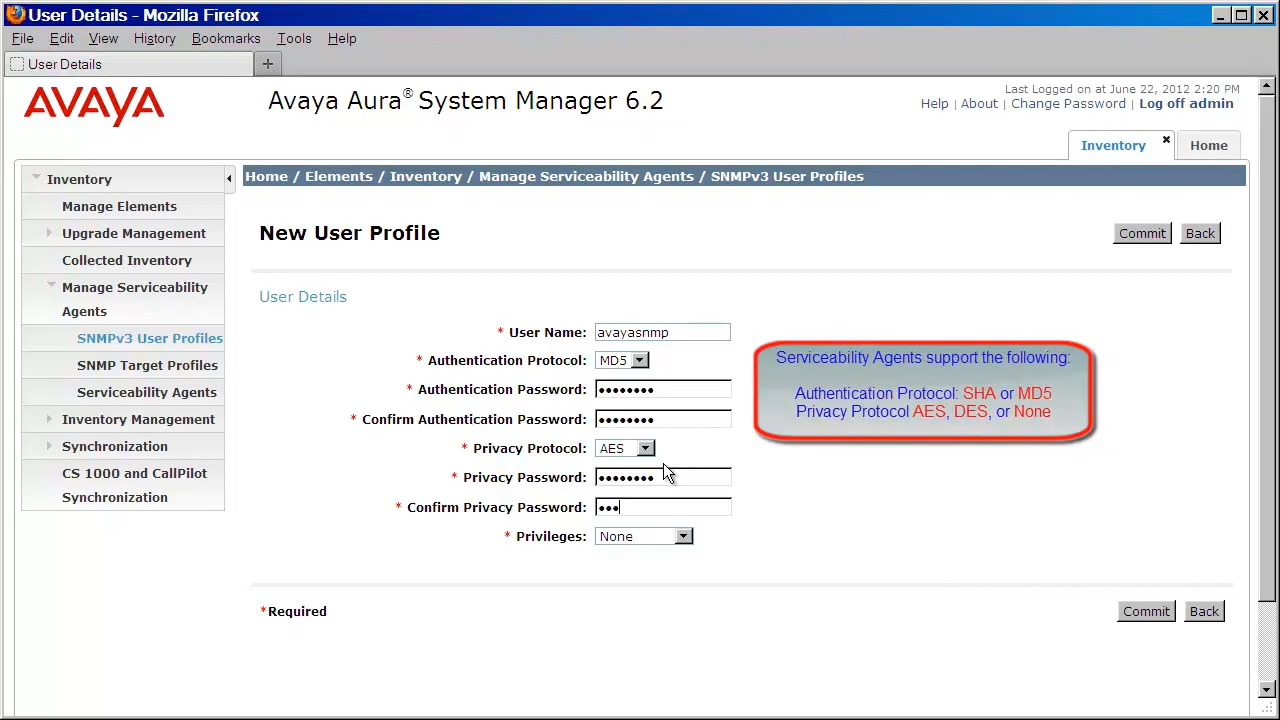 User Details - Mozilla Firefox
File Edit View History Bookmarks Tools Help
User Details
AVAYA
Avaya Aura® System Manager 6.2
Last Logged on at June 22, 2012 2:20 PM
Help | About | Change Password | Log off admin
Inventory
Home
Inventory
Manage Elements
Upgrade Management
Collected Inventory
Manage Serviceability
Agents
SNMPv3 User Profiles
SNMP Target Profiles
Serviceability Agents
Inventory Management
Synchronization
CS 1000 and CallPilot
Synchronization
Home / Elements / Inventory / Manage Serviceability Agents / SNMPv3 User Profiles
New User Profile
Commit Back
User Details
* User Name: avayasnmp
* Authentication Protocol: MD5
* Authentication Password: ••••••••
* Confirm Authentication Password: ••••••••
* Privacy Protocol: AES
* Privacy Password: ••••••••
* Confirm Privacy Password: •••
* Privileges: None
Serviceability Agents support the following:
Authentication Protocol: SHA or MD5
Privacy Protocol AES, DES, or None
*Required
Commit Back